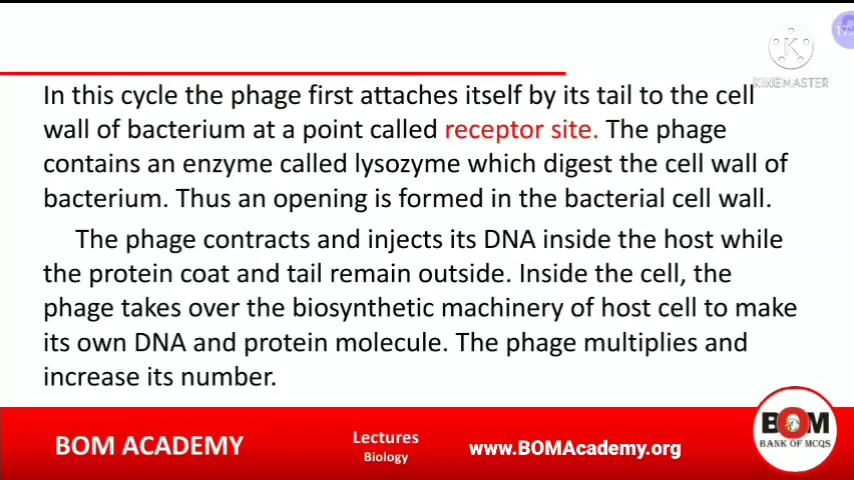 17
K
KINEMASTER
In this cycle the phage first attaches itself by its tail to the cell
wall of bacterium at a point called receptor site. The phage
contains an enzyme called lysozyme which digest the cell wall of
bacterium. Thus an opening is formed in the bacterial cell wall.
The phage contracts and injects its DNA inside the host while
the protein coat and tail remain outside. Inside the cell, the
phage takes over the biosynthetic machinery of host cell to make
its own DNA and protein molecule. The phage multiplies and
increase its number.
BOM ACADEMY
Lectures
Biology
www.BOMAcademy.org
BOM
BANK OF MCQS